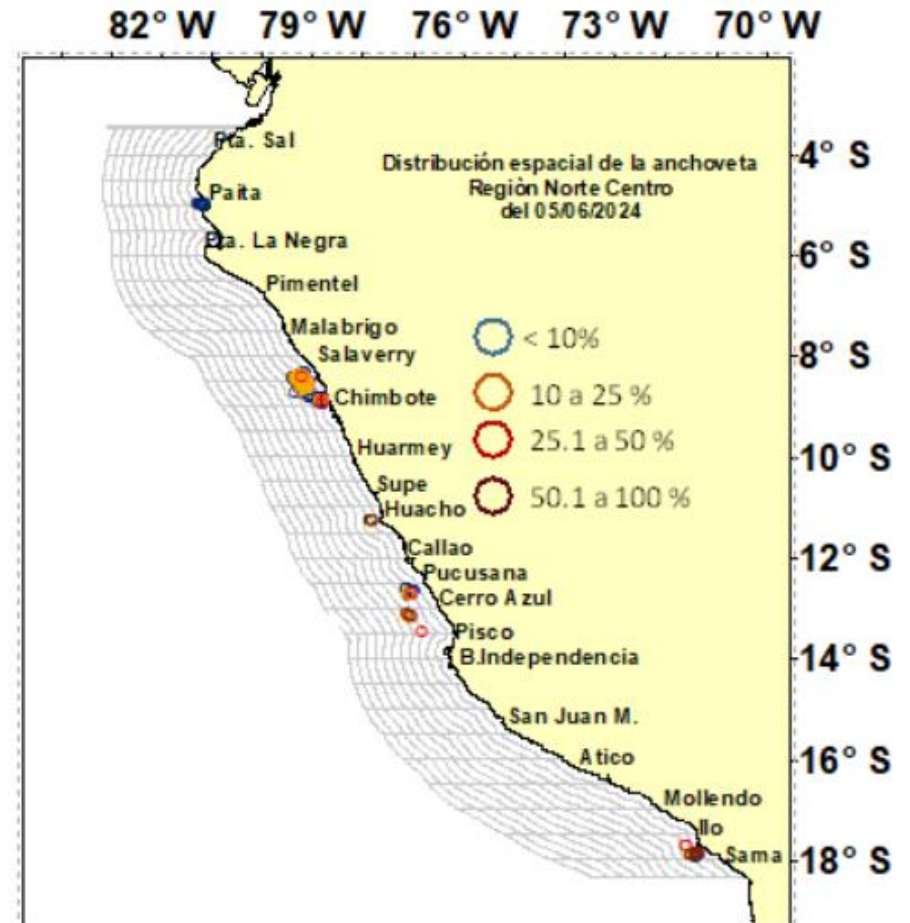 82° W 79° W 76° W 73° W 70° W
Pta. Sal
4° S
Distribución espacial de la anchoveta
Regiòn Norte Centro
del 05/06/2024
Paita
Pta. La Negra
6° S
Pimentel
Malabrigo
< 10%
Salaverry
8° S
Chimbote
10 a 25 %
25.1 a 50 %
Huarmey
10° S
Supe
50.1 a 100 %
Huacho
Callao
12° S
Pucusana
Cerro Azul
Pisco
B.Independencia
14° S
San Juan M.
Atico
16° S
Mollendo
Ilo
Sama
18° S